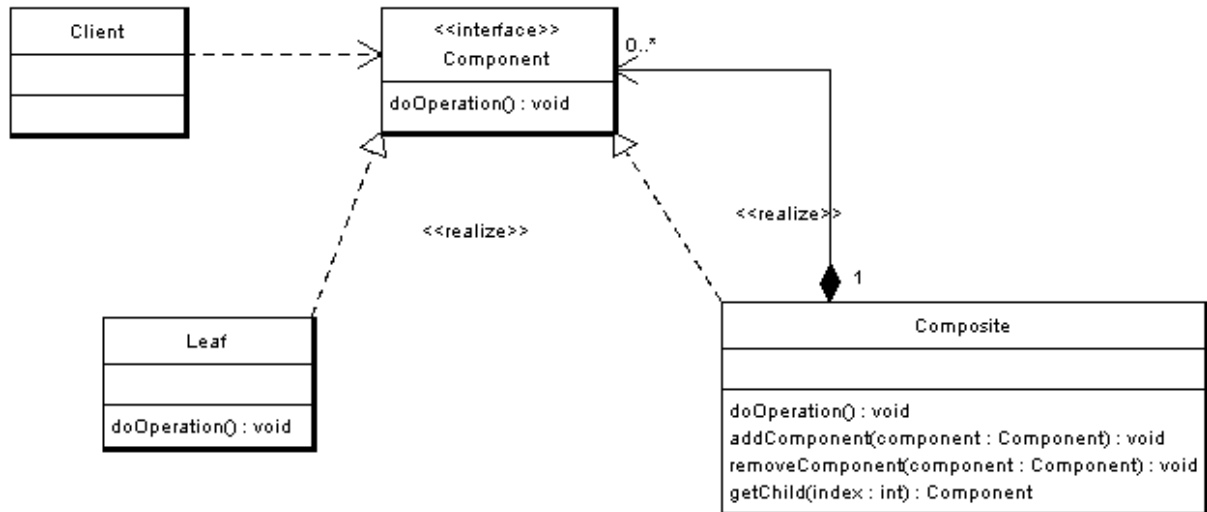 Client
<<interface>>
Component
doOperation() : void
0..*
<<realize>>
<<realize>>
1
Leaf
doOperation() : void
Composite
doOperation() : void
addComponent(component : Component) : void
removeComponent(component : Component) : void
getChild(index : int) : Component